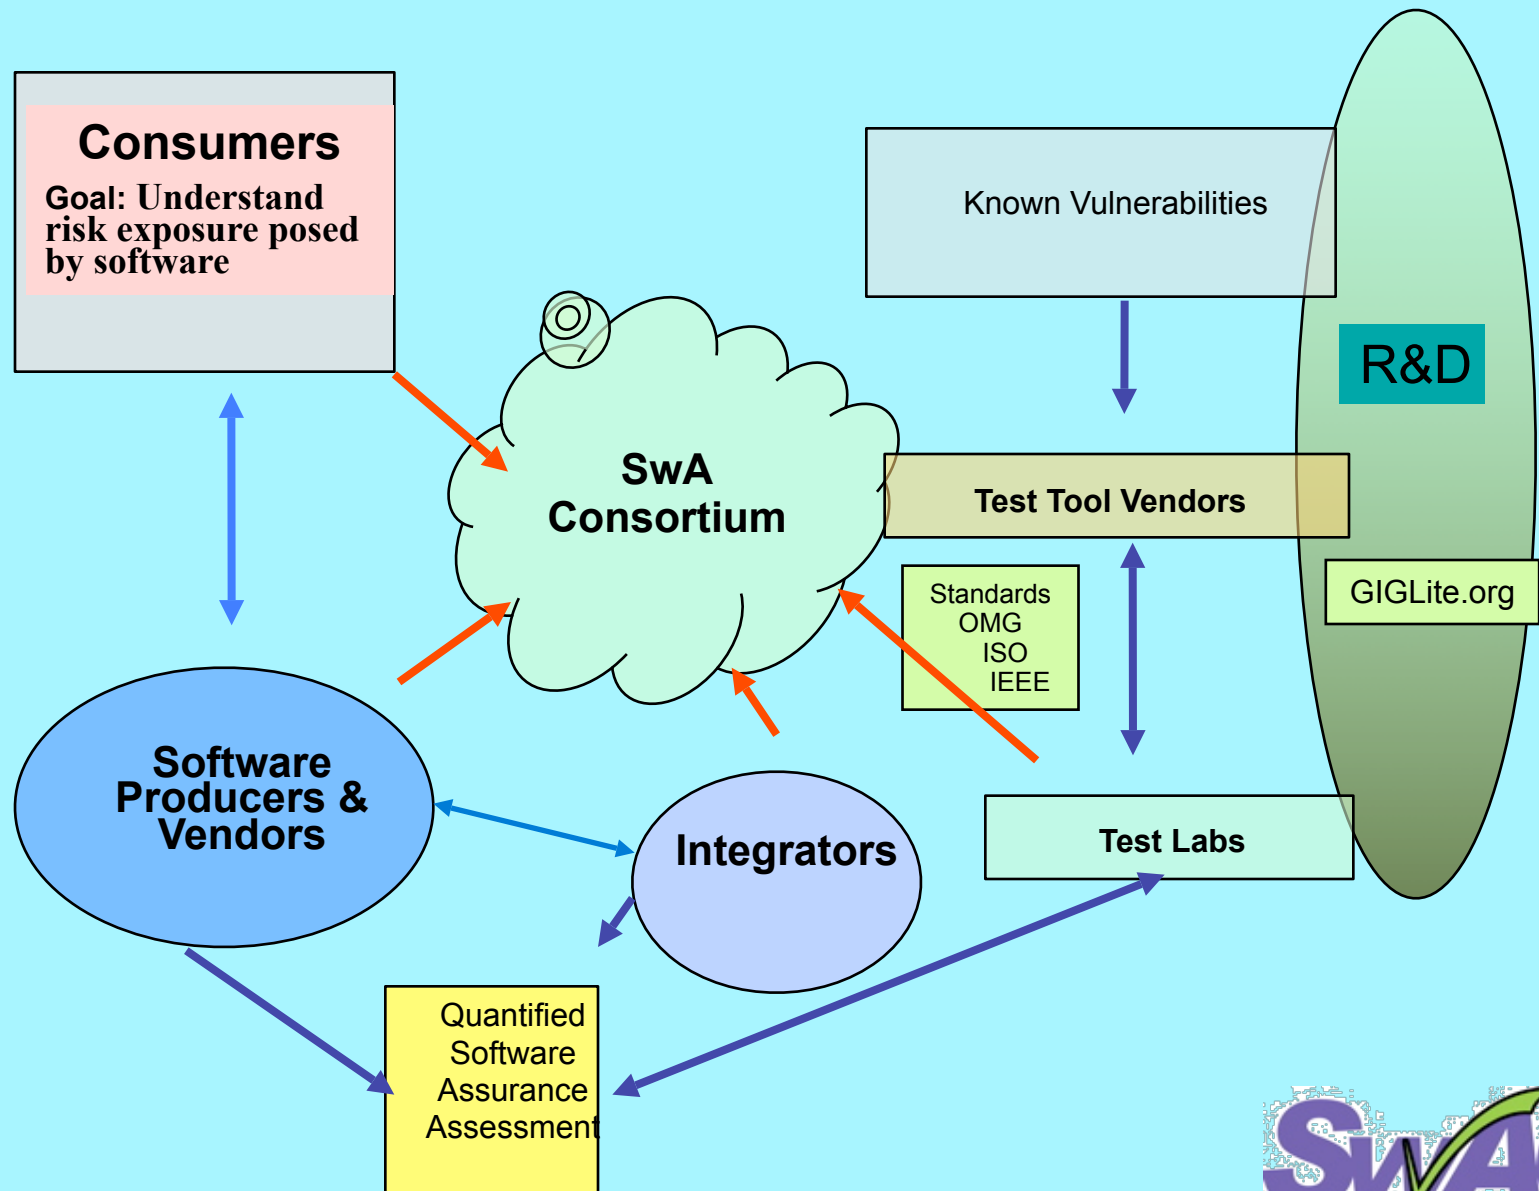 Consumers
Goal: Understand
risk exposure posed
by software
Known Vulnerabilities
R&D
SwA
Consortium
Test Tool Vendors
Standards
OMG
ISO
IEEE
GIGLite.org
Software
Producers &
Vendors
Integrators
Test Labs
Quantified
Software
Assurance
Assessment
SwA